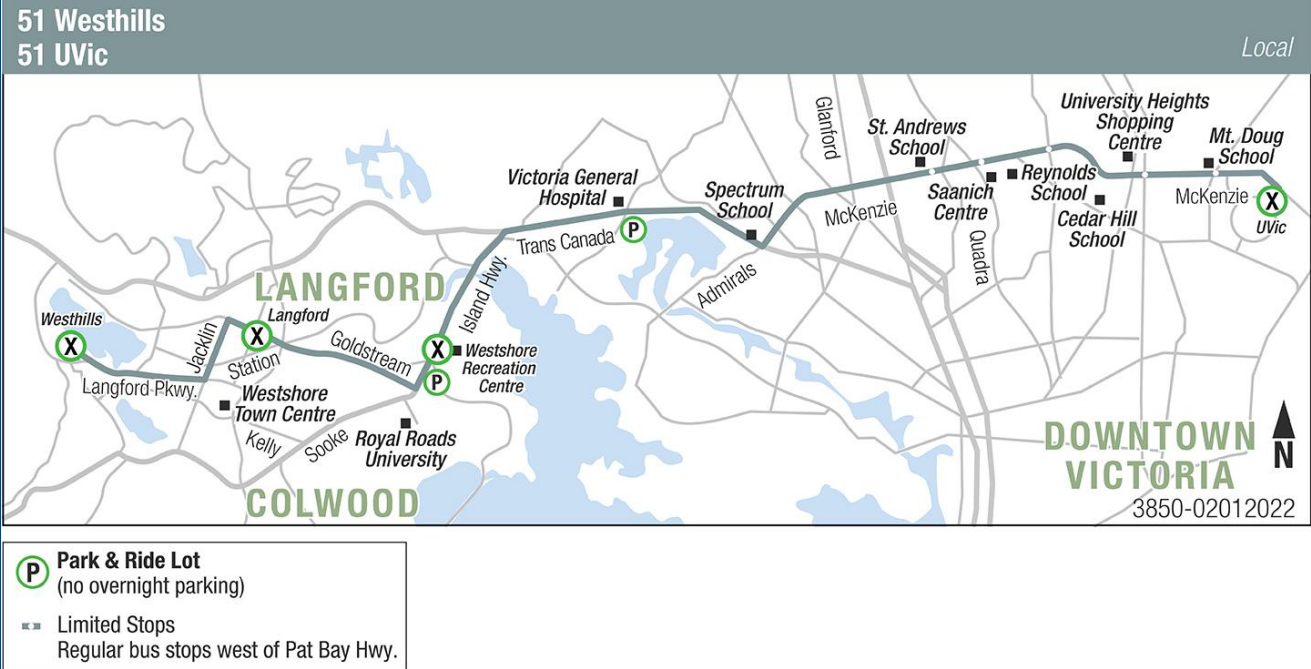 51 Westhills
51 UVic
Local
University Heights
Shopping
Centre
Glanford
St. Andrews
School
Mt. Doug
School
Victoria General
Hospital
Spectrum
School
Saanich
Centre
Reynolds
School
Cedar Hill
School
McKenzie
McKenzie
X
UVic
Trans Canada
P
Quadra
Admirals
Island Hwy.
LANGFORD
Langford
X
Westhills
X
Jacklin
Station
Goldstream
X
P
Westshore
Recreation
Centre
Langford Pkwy.
Westshore
Town Centre
Kelly
Sooke
Royal Roads
University
COLWOOD
DOWNTOWN
VICTORIA
N
3850-02012022
P
Park & Ride Lot
(no overnight parking)
Limited Stops
Regular bus stops west of Pat Bay Hwy.